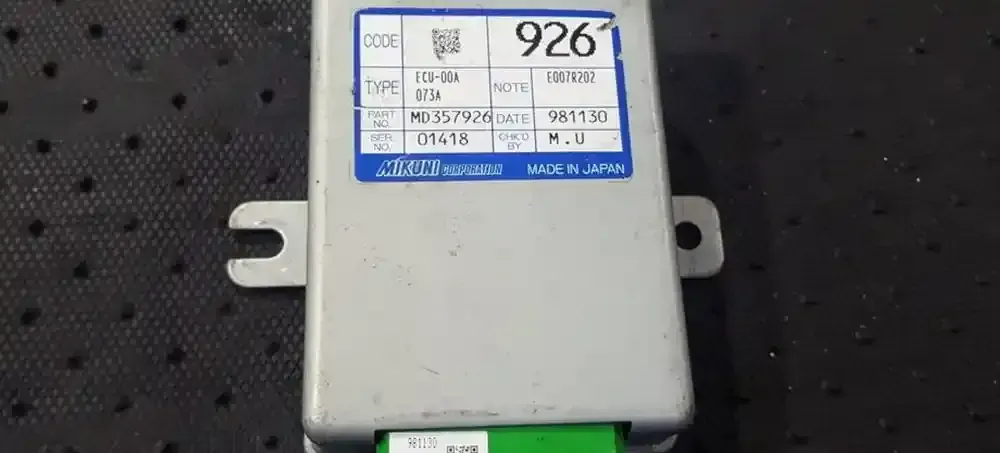 CODE 926
TYPE ECU-00A
073A NOTE E007R202
PART NO. MD357926 DATE 981130
SER. NO. 01418 CHK'D BY M.U
MIKUNI CORPORATION MADE IN JAPAN
981130